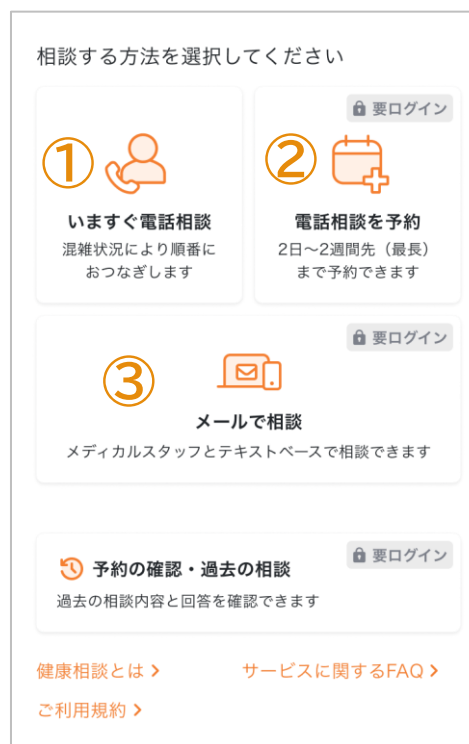 相談する方法を選択してください
①
いますぐ電話相談
混雑状況により順番に
おつなぎします
要ログイン
②
電話相談を予約
2日〜2週間先（最長）
まで予約できます
要ログイン
③
メールで相談
メディカルスタッフとテキストベースで相談できます
要ログイン
予約の確認・過去の相談
過去の相談内容と回答を確認できます
健康相談とは
サービスに関するFAQ
ご利用規約